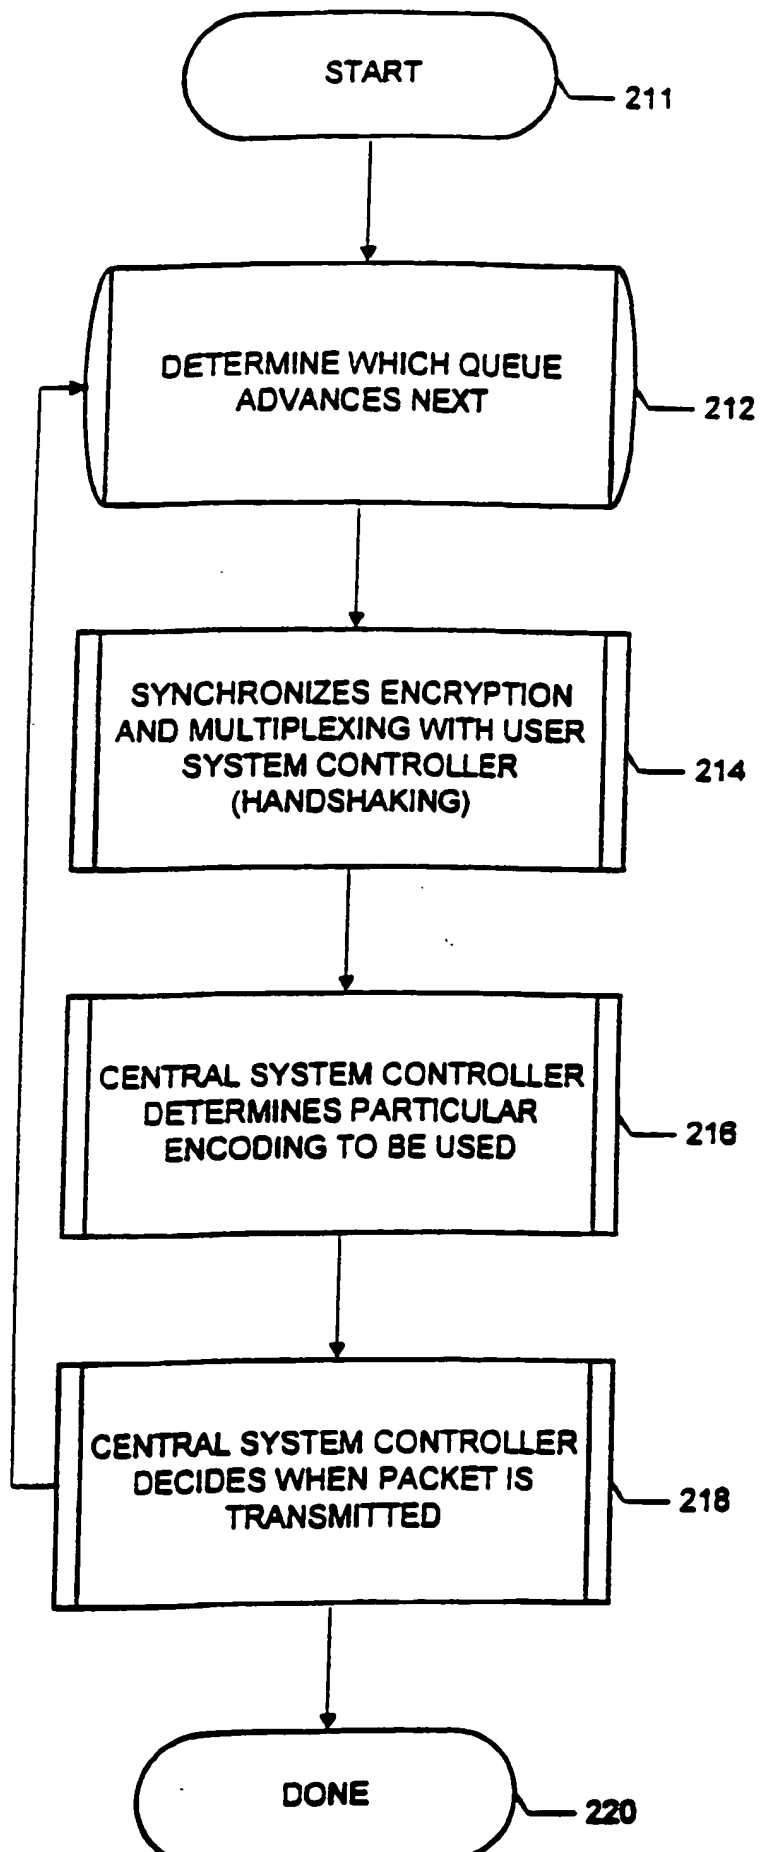 START
211
DETERMINE WHICH QUEUE
ADVANCES NEXT
212
SYNCHRONIZES ENCRYPTION
AND MULTIPLEXING WITH USER
SYSTEM CONTROLLER
(HANDSHAKING)
214
CENTRAL SYSTEM CONTROLLER
DETERMINES PARTICULAR
ENCODING TO BE USED
216
CENTRAL SYSTEM CONTROLLER
DECIDES WHEN PACKET IS
TRANSMITTED
218
DONE
220